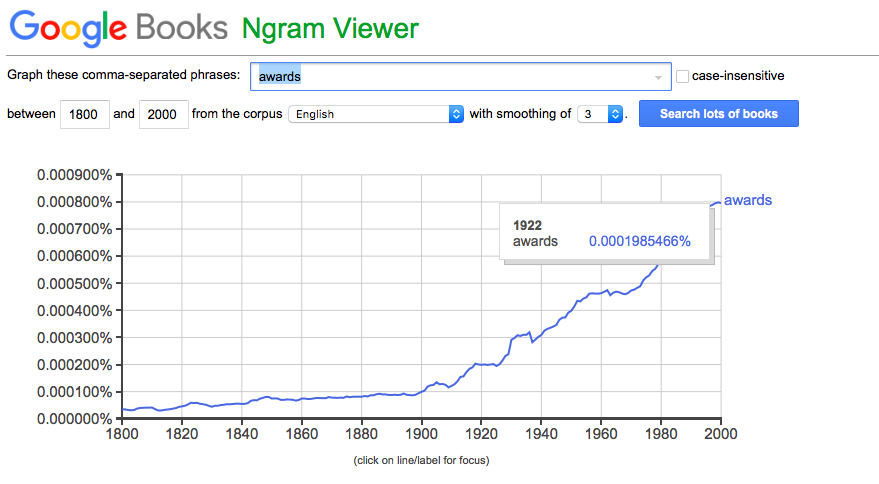 Google Books Ngram Viewer
Graph these comma-separated phrases: awards case-insensitive
between 1800 and 2000 from the corpus English with smoothing of 3 . Search lots of books
0.000900%
0.000800% awards
0.000700%
1922
awards 0.0001985466%
0.000600%
0.000500%
0.000400%
0.000300%
0.000200%
0.000100%
0.000000%
1800 1820 1840 1860 1880 1900 1920 1940 1960 1980 2000
(click on line/label for focus)